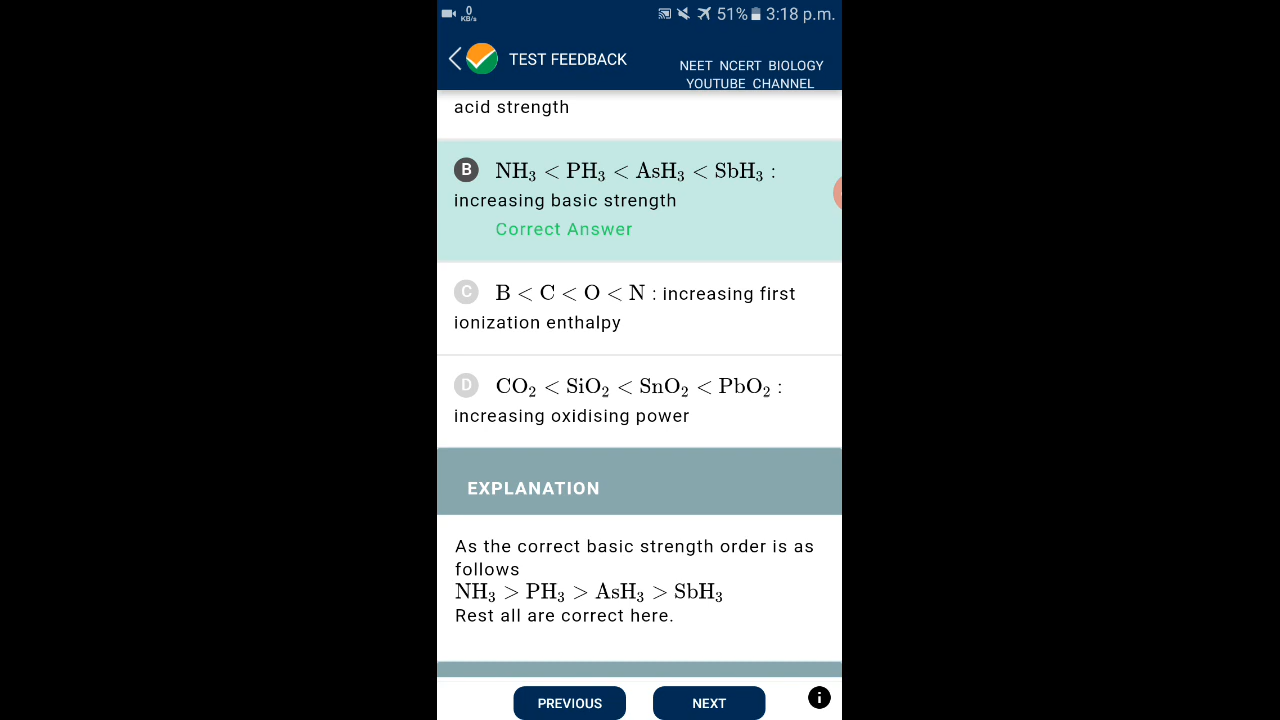 0
KB/s
51% 3:18 p.m.
TEST FEEDBACK
NEET NCERT BIOLOGY
YOUTUBE CHANNEL
acid strength
B NH₃ < PH₃ < AsH₃ < SbH₃ :
increasing basic strength
Correct Answer
C B < C < O < N : increasing first
ionization enthalpy
D CO₂ < SiO₂ < SnO₂ < PbO₂ :
increasing oxidising power
EXPLANATION
As the correct basic strength order is as
follows
NH₃ > PH₃ > AsH₃ > SbH₃
Rest all are correct here.
PREVIOUS NEXT i